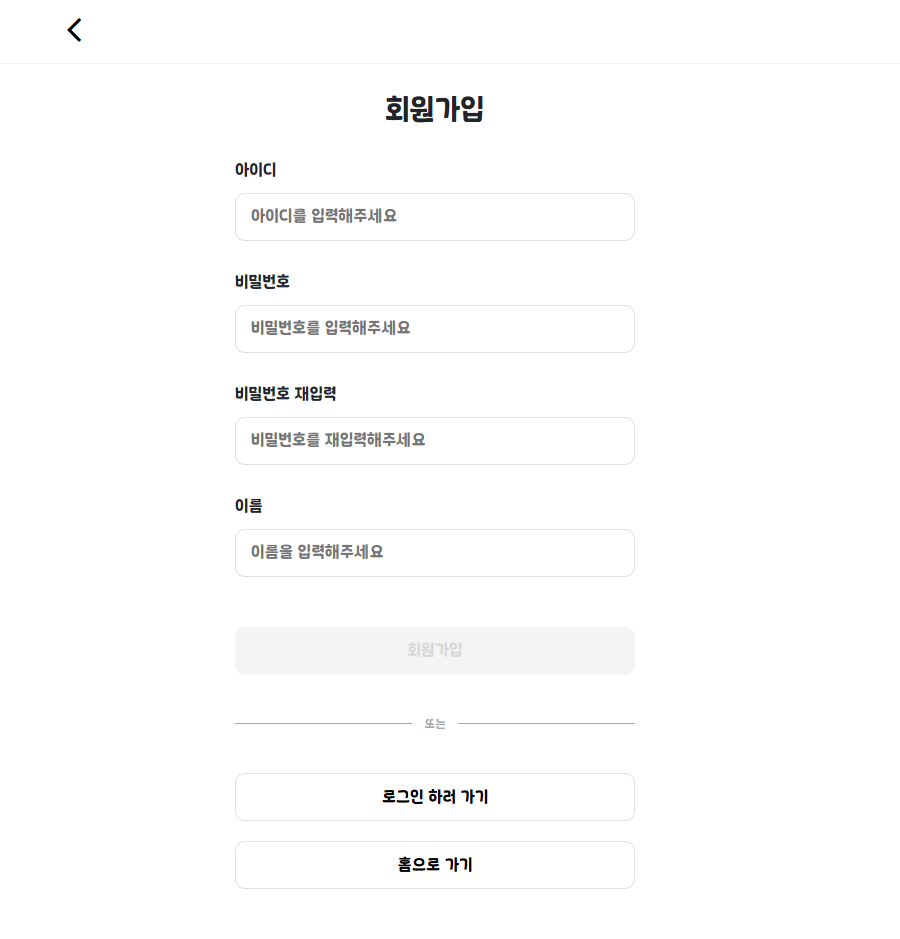 회원가입
아이디
아이디를 입력해주세요
비밀번호
비밀번호를 입력해주세요
비밀번호 재입력
비밀번호를 재입력해주세요
이름
이름을 입력해주세요
회원가입
또는
로그인 하러 가기
홈으로 가기